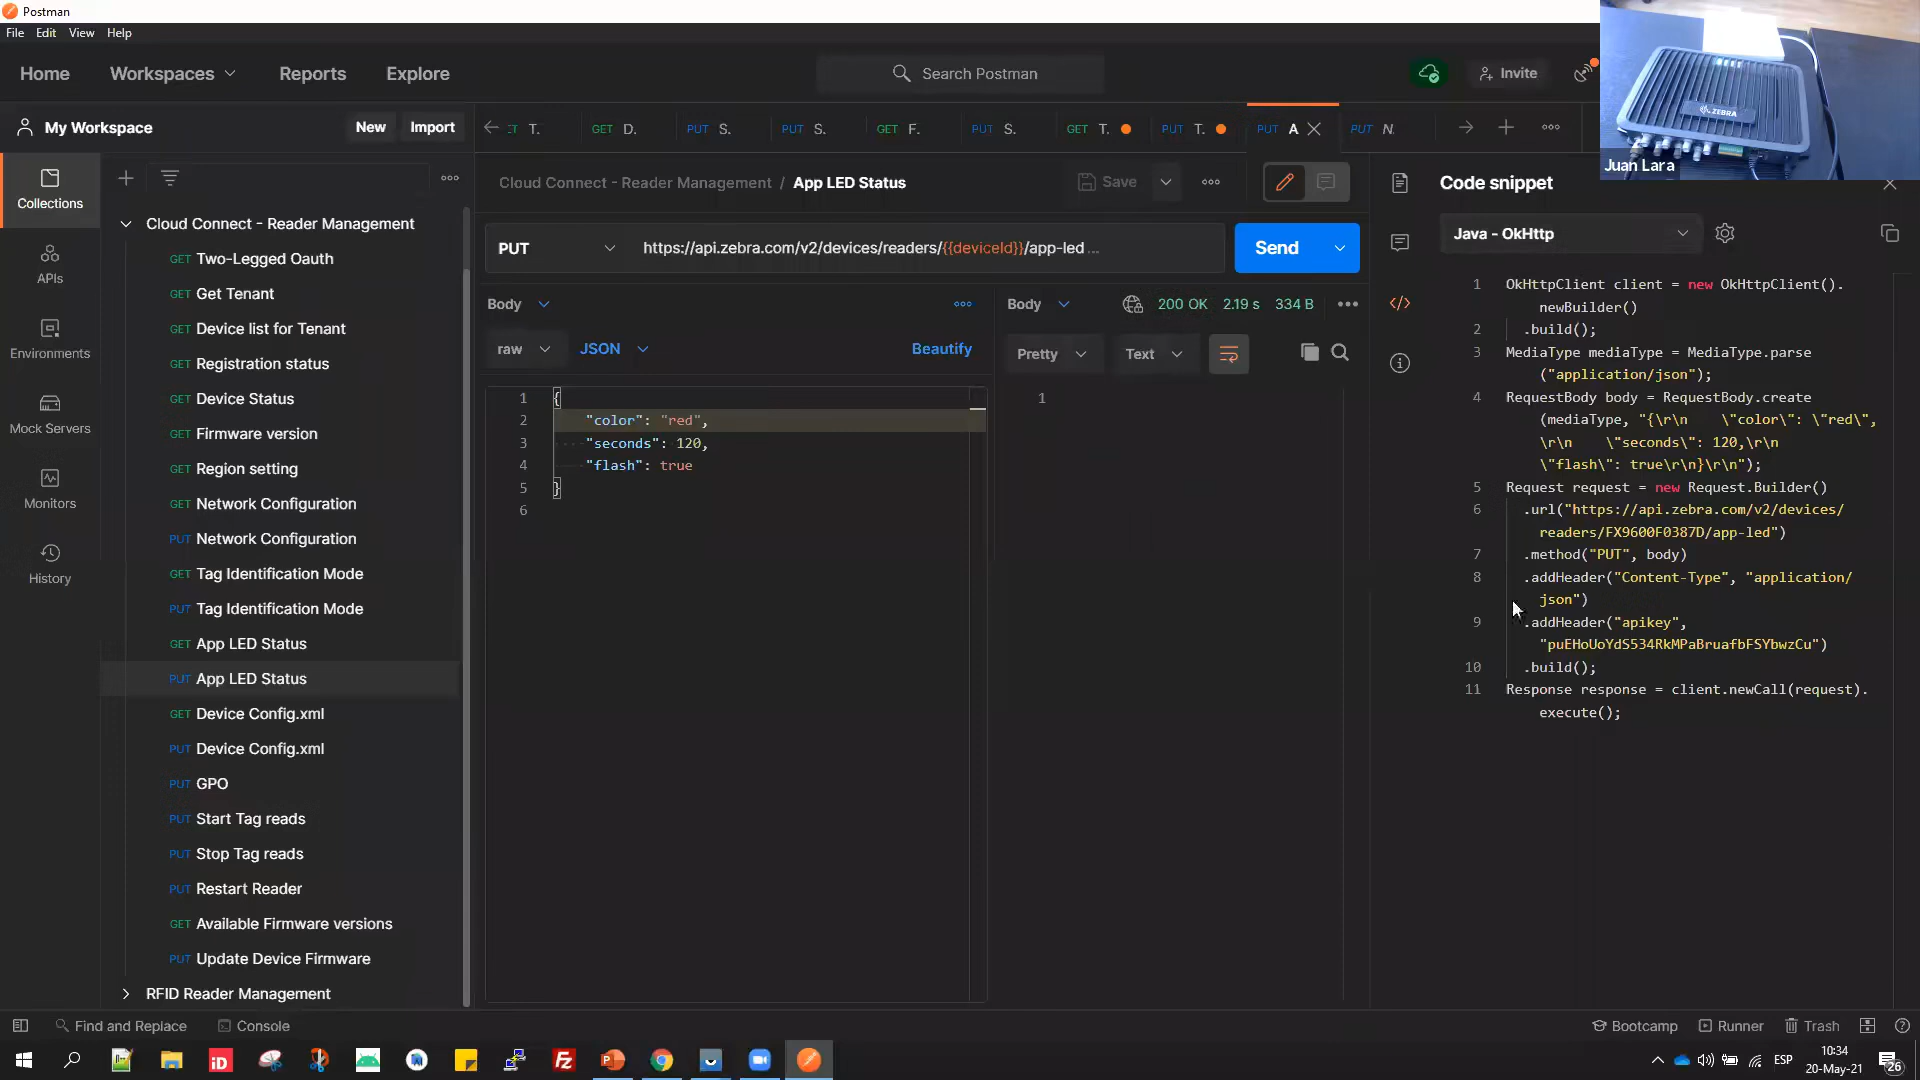 Postman
File Edit View Help
Home Workspaces Reports Explore
Search Postman
Invite
ZEBRA
Juan Lara
My Workspace New Import
T. GET D. PUT S. PUT S. GET F. PUT S. GET T. PUT T. PUT A PUT N.
Collections
APIs
Environments
Mock Servers
Monitors
History
Cloud Connect - Reader Management
GET Two-Legged Oauth
GET Get Tenant
GET Device list for Tenant
GET Registration status
GET Device Status
GET Firmware version
GET Region setting
GET Network Configuration
PUT Network Configuration
GET Tag Identification Mode
PUT Tag Identification Mode
GET App LED Status
PUT App LED Status
GET Device Config.xml
PUT Device Config.xml
PUT GPO
PUT Start Tag reads
PUT Stop Tag reads
PUT Restart Reader
GET Available Firmware versions
PUT Update Device Firmware
RFID Reader Management
Cloud Connect - Reader Management / App LED Status
Save
PUT https://api.zebra.com/v2/devices/readers/{{deviceId}}/app-led ...
Send
Body
raw JSON Beautify
1 {
2 "color": "red",
3 "seconds": 120,
4 "flash": true
5 }
6
Body 200 OK 2.19 s 334 B
Pretty Text
1
Code snippet
Java - OkHttp
1 OkHttpClient client = new OkHttpClient().
newBuilder()
2 .build();
3 MediaType mediaType = MediaType.parse
("application/json");
4 RequestBody body = RequestBody.create
(mediaType, "{\r\n \"color\": \"red\",
\r\n \"seconds\": 120,\r\n
\"flash\": true\r\n}\r\n");
5 Request request = new Request.Builder()
6 .url("https://api.zebra.com/v2/devices/
readers/FX9600F0387D/app-led")
7 .method("PUT", body)
8 .addHeader("Content-Type", "application/
json")
9 .addHeader("apikey",
"puEHoUoYdS534RkMPaBruafbFSYbwzCu")
10 .build();
11 Response response = client.newCall(request).
execute();
Find and Replace Console
Bootcamp Runner Trash
ESP
10:34
20-May-21
26